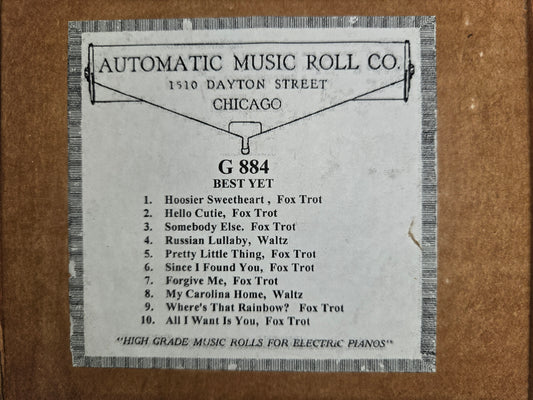 AUTOMATIC MUSIC ROLL CO.
1510 DAYTON STREET
CHICAGO
G 884
BEST YET
1. Hoosier Sweetheart , Fox Trot
2. Hello Cutie, Fox Trot
3. Somebody Else. Fox Trot
4. Russian Lullaby, Waltz
5. Pretty Little Thing, Fox Trot
6. Since I Found You, Fox Trot
7. Forgive Me, Fox Trot
8. My Carolina Home, Waltz
9. Where's That Rainbow? Fox Trot
10. All I Want Is You, Fox Trot
"HIGH GRADE MUSIC ROLLS FOR ELECTRIC PIANOS"